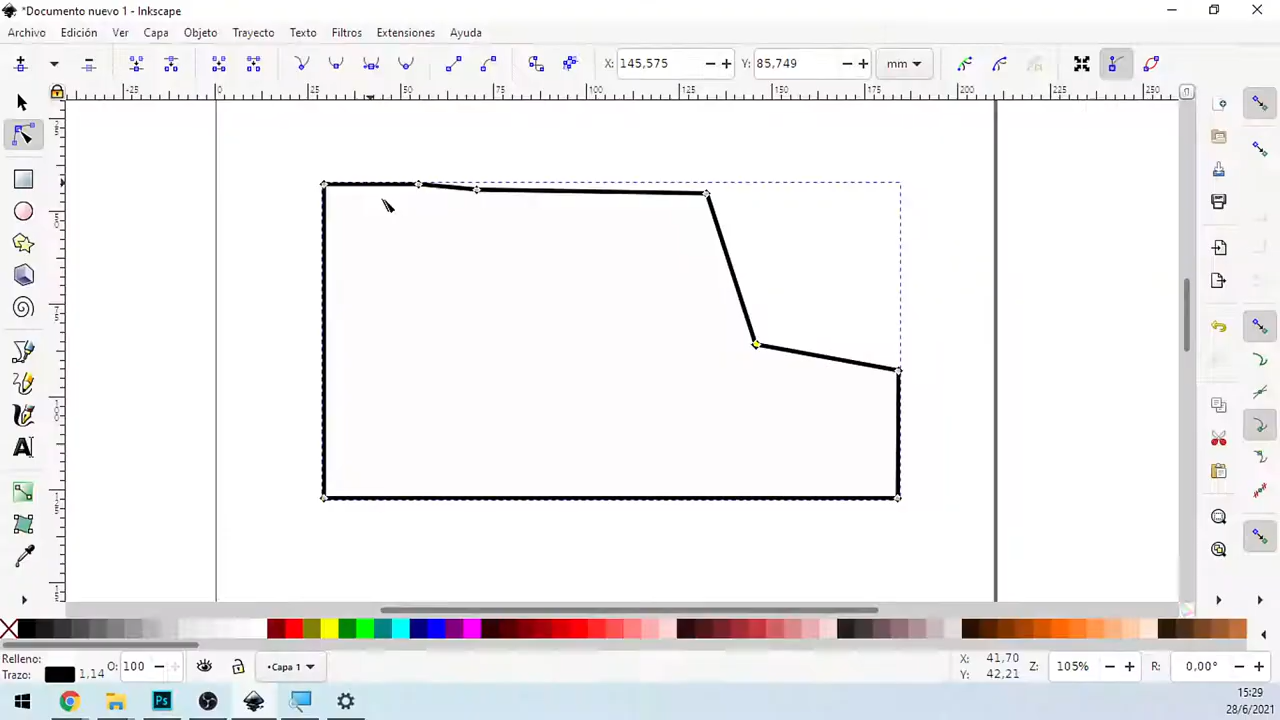 *Documento nuevo 1 - Inkscape
Archivo Edición Ver Capa Objeto Trayecto Texto Filtros Extensiones Ayuda
X: 145,575 Y: 85,749 mm
-25 0 25 50 75 100 125 150 175 200 225 250
A
Relleno:
Trazo: 1,14 O: 100 •Capa 1 X: 41,70 Y: 42,21 Z: 105% R: 0,00°
Ps
15:29
28/6/2021